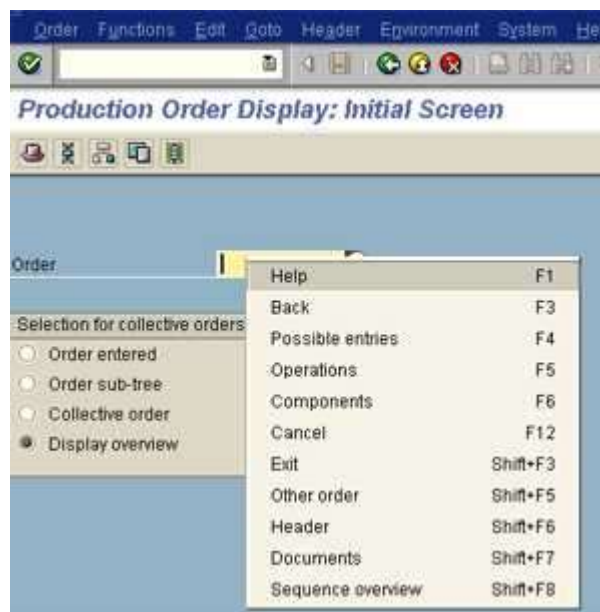 Order Functions Edit Goto Header Environment System He
Production Order Display: Initial Screen
Order
Selection for collective orders
Order entered
Order sub-tree
Collective order
Display overview
Help F1
Back F3
Possible entries F4
Operations F5
Components F6
Cancel F12
Exit Shift+F3
Other order Shift+F5
Header Shift+F6
Documents Shift+F7
Sequence overview Shift+F8